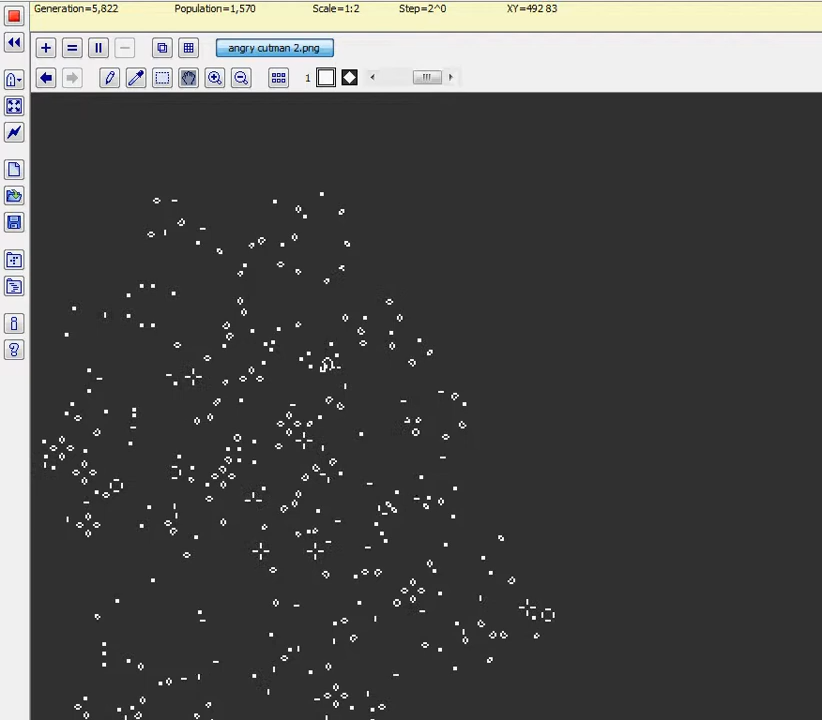 Generation=5,822 Population=1,570 Scale=1:2 Step=2^0 XY=492 83
angry cutman 2.png
1